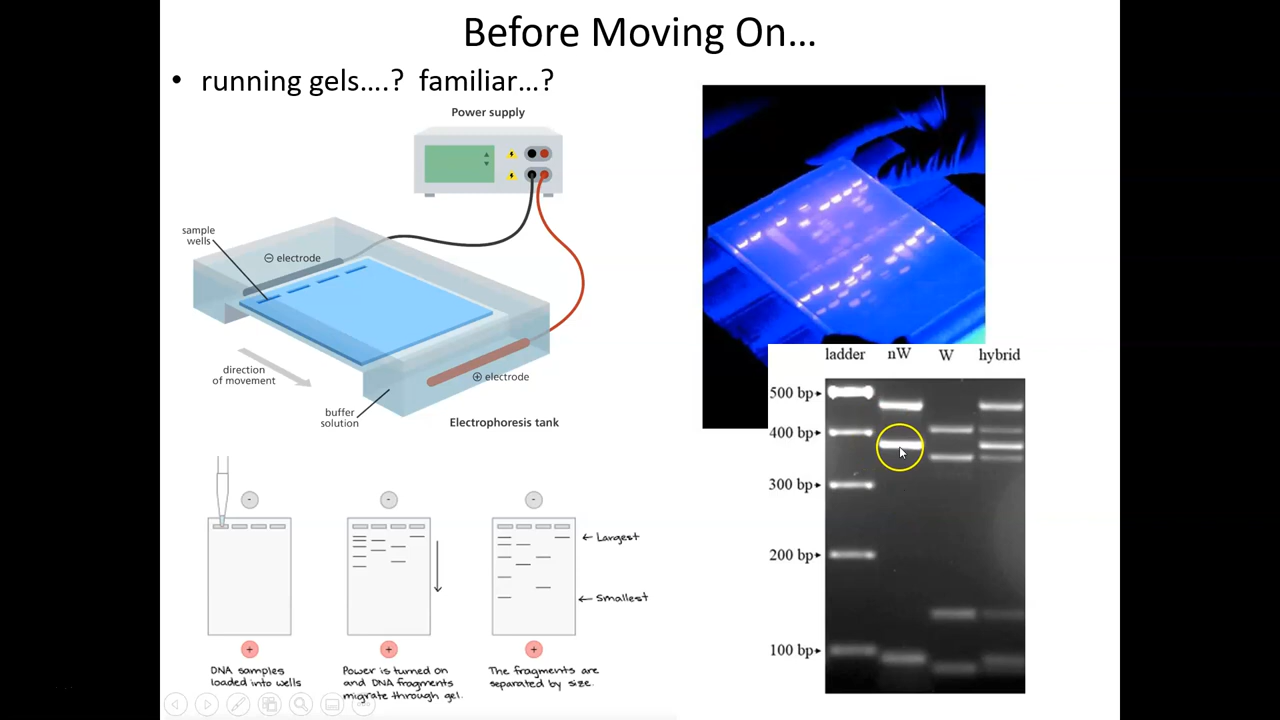 Before Moving On...
• running gels....? familiar...?
Power supply
sample
wells
⊖ electrode
direction
of movement
⊕ electrode
buffer
solution
Electrophoresis tank
ladder nW W hybrid
500 bp
400 bp
300 bp
200 bp
100 bp
- - -
← Largest
← Smallest
+ + +
DNA samples
loaded into wells
Power is turned on
and DNA fragments
migrate through gel.
The fragments are
separated by size.